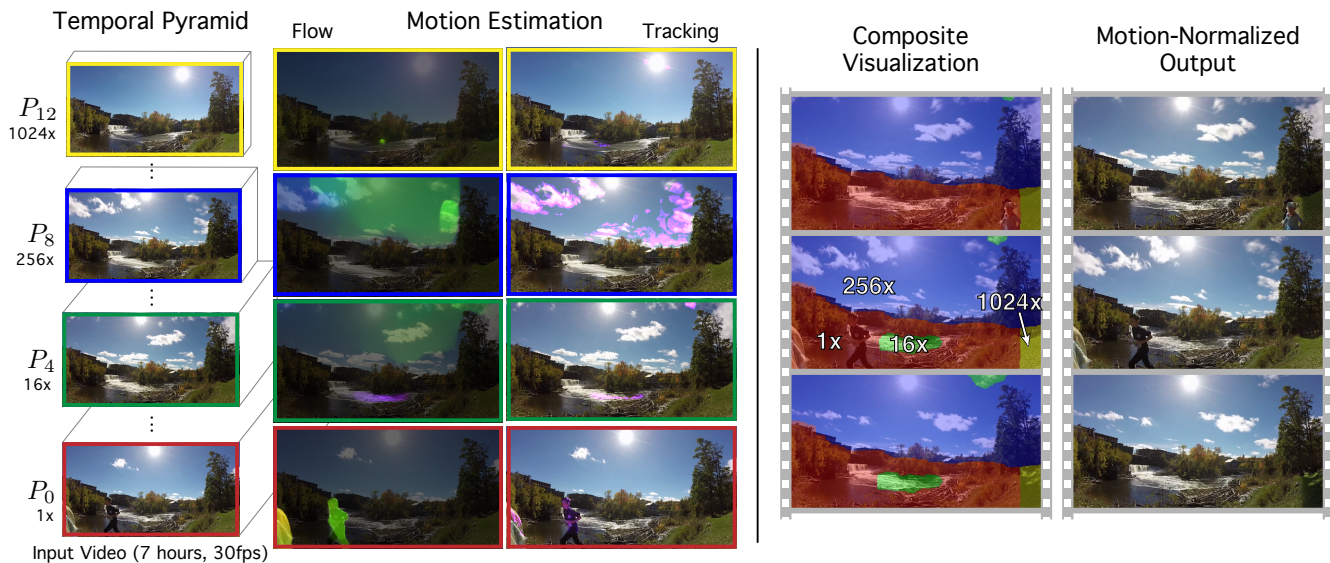 Temporal Pyramid
Motion Estimation
Flow
Tracking
Composite
Visualization
Motion-Normalized
Output
P12
1024x
P8
256x
P4
16x
P0
1x
Input Video (7 hours, 30fps)
256x
1024x
1x
16x